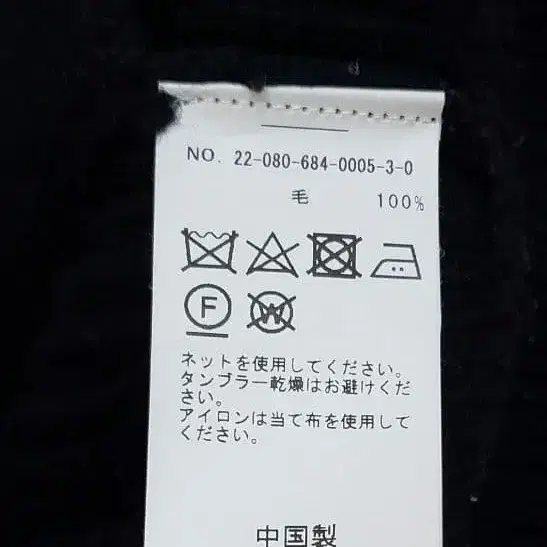 NO. 22-080-684-0005-3-0
毛 100%
F W
ネットを使用してください。
タンブラー乾燥はお避けくだ
さい。
アイロンは当て布を使用して
ください。
中国製